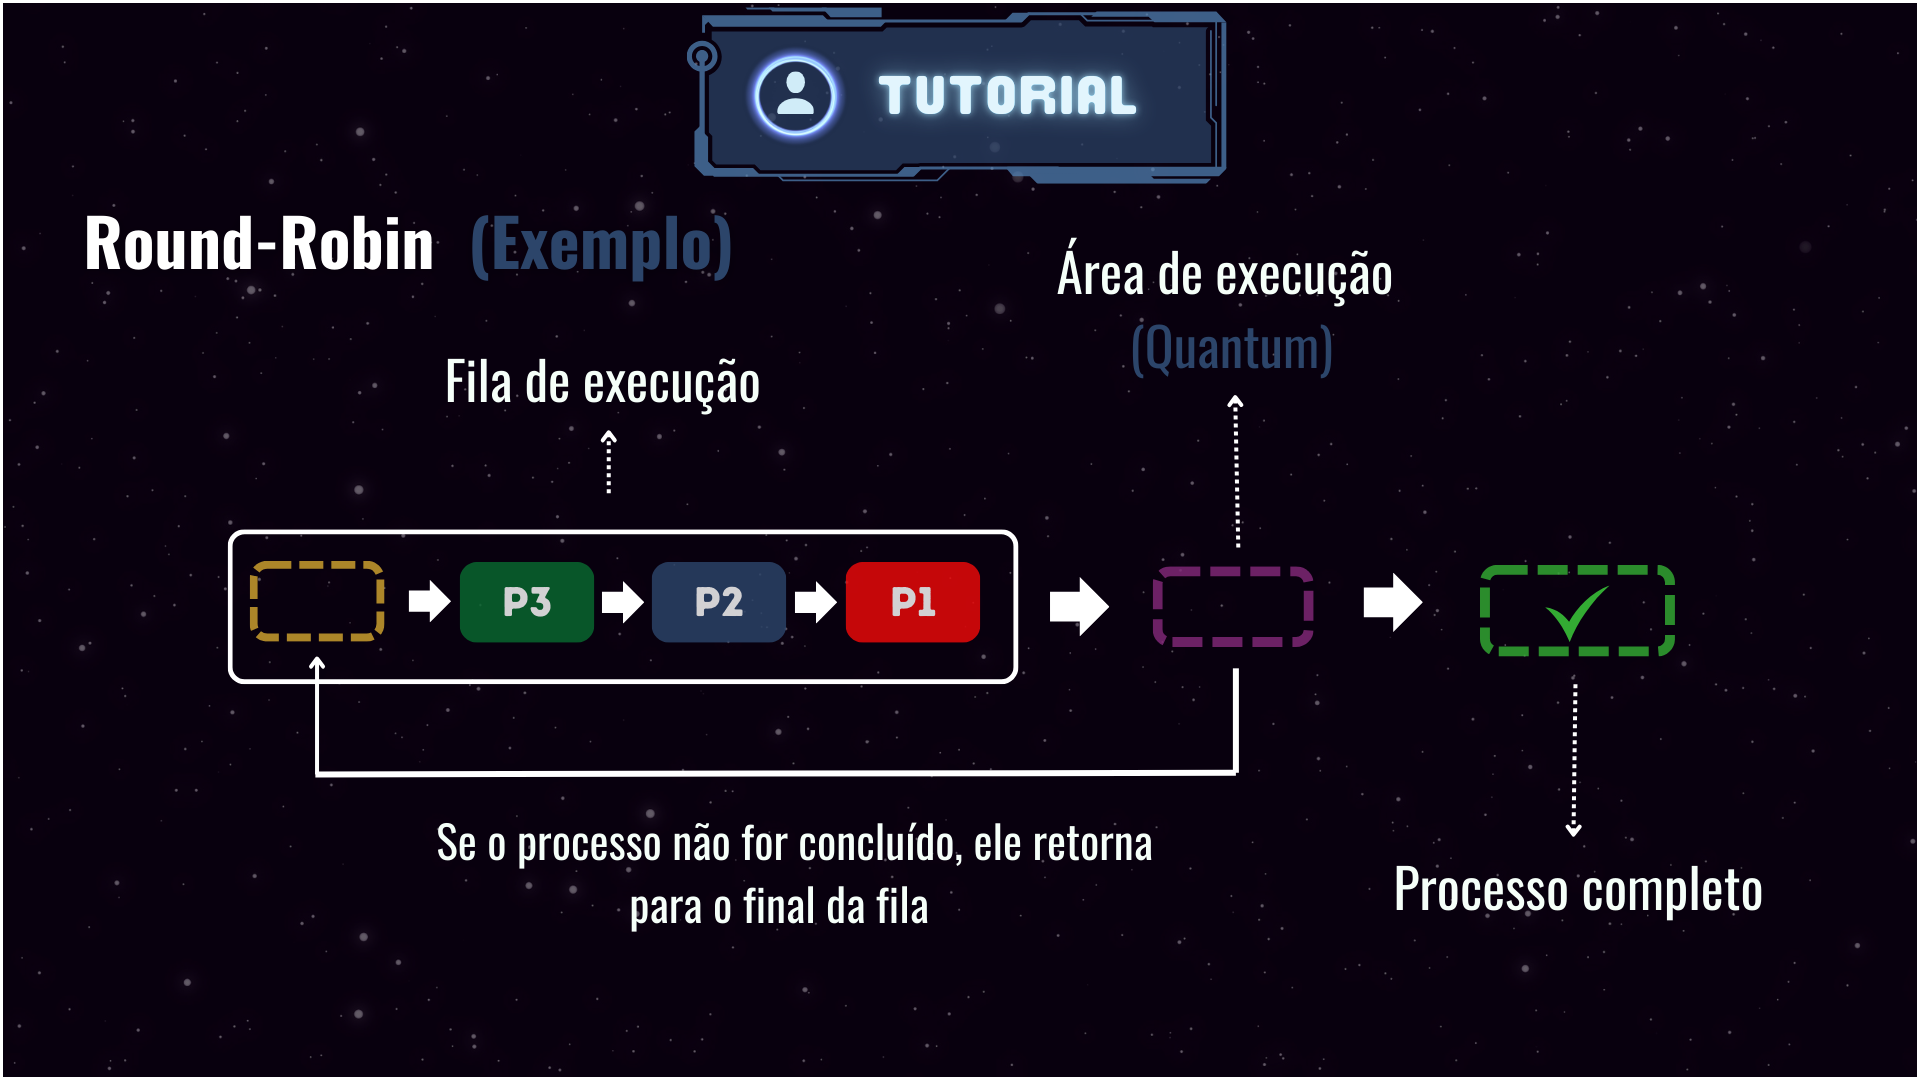 TUTORIAL
Round-Robin (Exemplo)
Área de execução
(Quantum)
Fila de execução
P3 P2 P1
Se o processo não for concluído, ele retorna
para o final da fila
Processo completo